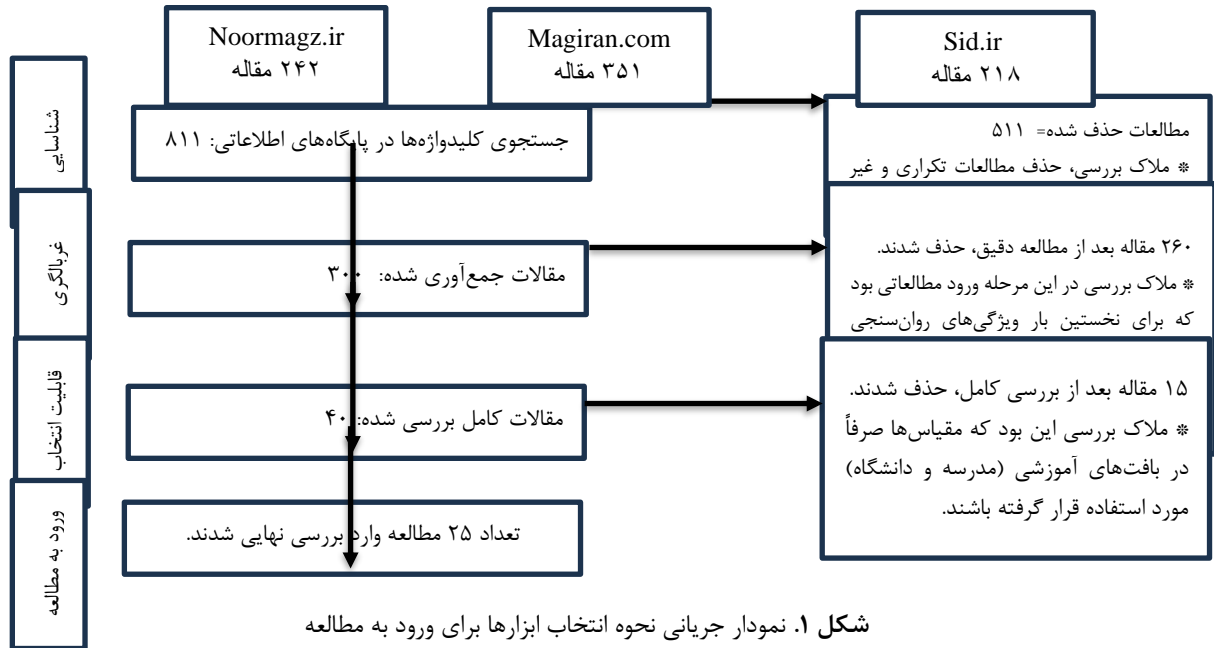 Noormagz.ir
۲۴۲ مقاله
Magiran.com
۳۵۱ مقاله
Sid.ir
۲۱۸ مقاله
شناسایی
جستجوی کلیدواژه‌ها در پایگاه‌های اطلاعاتی: ۸۱۱
مطالعات حذف شده= ۵۱۱
* ملاک بررسی، حذف مطالعات تکراری و غیر
غربالگری
مقالات جمع‌آوری شده: ۳۰۰
۲۶۰ مقاله بعد از مطالعه دقیق، حذف شدند.
* ملاک بررسی در این مرحله ورود مطالعاتی بود
که برای نخستین بار ویژگی‌های روان‌سنجی
قابلیت انتخاب
مقالات کامل بررسی شده: ۴۰
۱۵ مقاله بعد از بررسی کامل، حذف شدند.
* ملاک بررسی این بود که مقیاس‌ها صرفاً
در بافت‌های آموزشی (مدرسه و دانشگاه)
مورد استفاده قرار گرفته باشند.
ورود به مطالعه
تعداد ۲۵ مطالعه وارد بررسی نهایی شدند.
شکل ۱. نمودار جریانی نحوه انتخاب ابزارها برای ورود به مطالعه